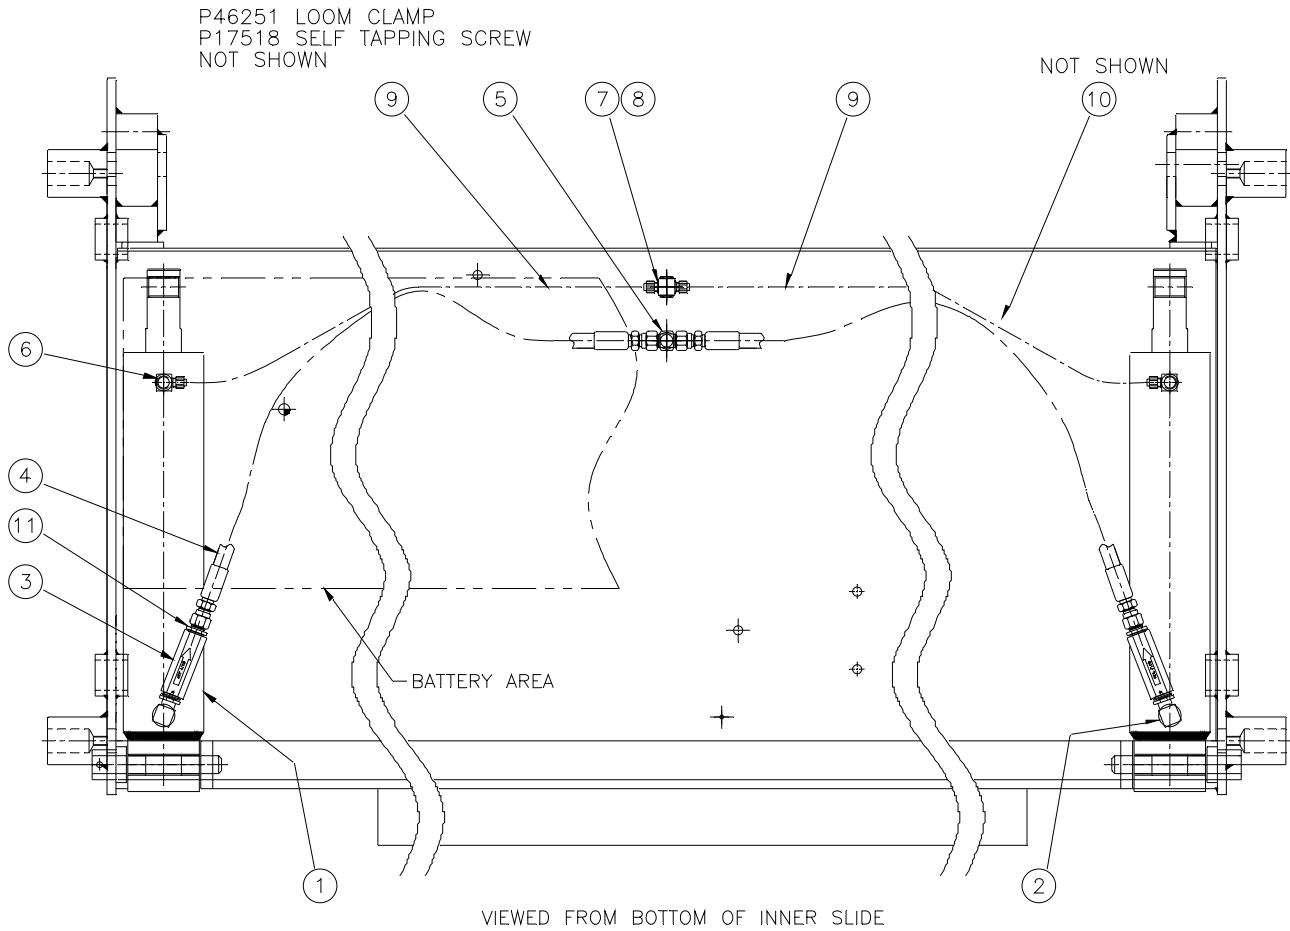 P46251 LOOM CLAMP
P17518 SELF TAPPING SCREW
NOT SHOWN
NOT SHOWN
9
5
7 8
9
10
6
4
11
3
BATTERY AREA
1
2
VIEWED FROM BOTTOM OF INNER SLIDE